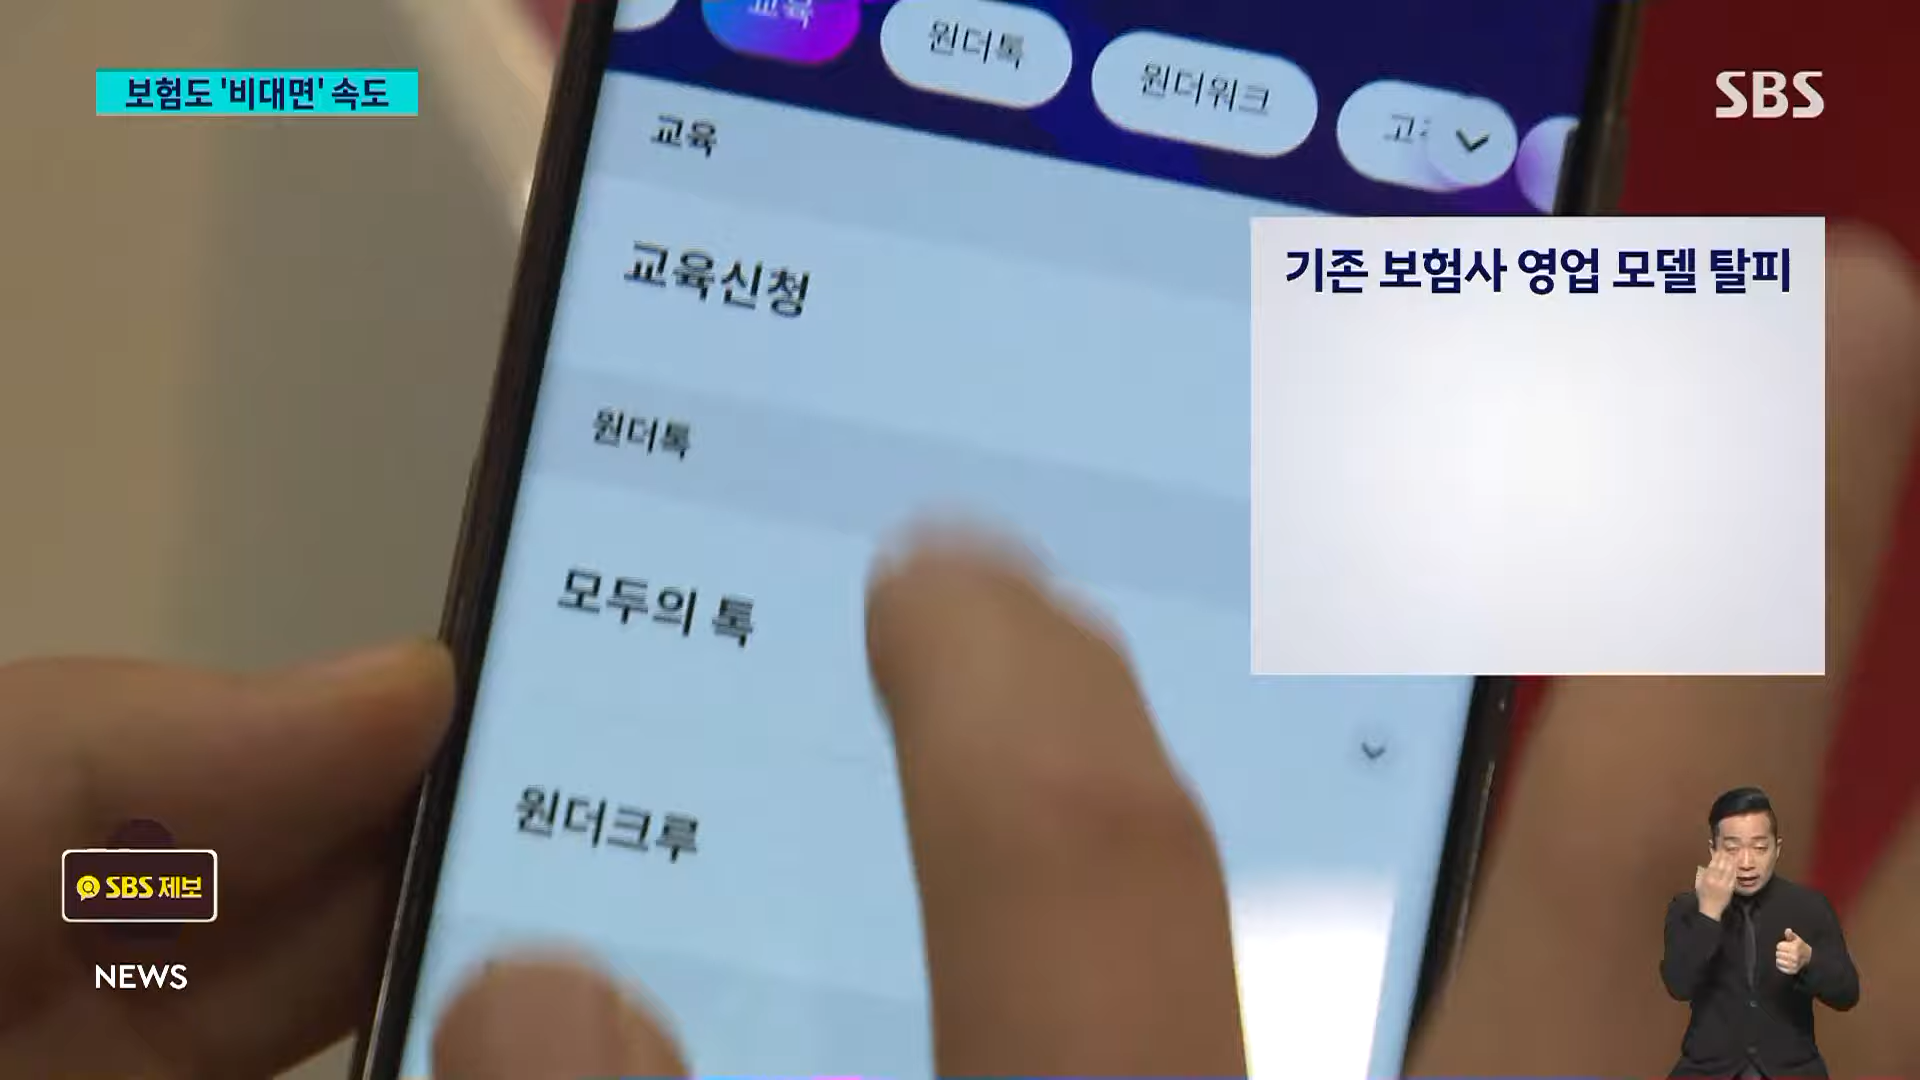 보험도 '비대면' 속도
SBS
교육
원더톡
원더워크
교육
교육신청
원더톡
모두의 톡
원더크루
기존 보험사 영업 모델 탈피
SBS 제보
NEWS